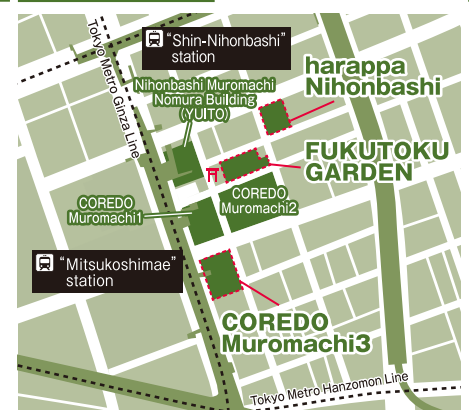 Tokyo Metro Ginza Line
"Shin-Nihonbashi"
station
harappa
Nihonbashi
Nihonbashi Muromachi
Nomura Building
(YUITO)
FUKUTOKU
GARDEN
COREDO
Muromachi1
COREDO
Muromachi2
"Mitsukoshimae"
station
COREDO
Muromachi3
Tokyo Metro Hanzomon Line